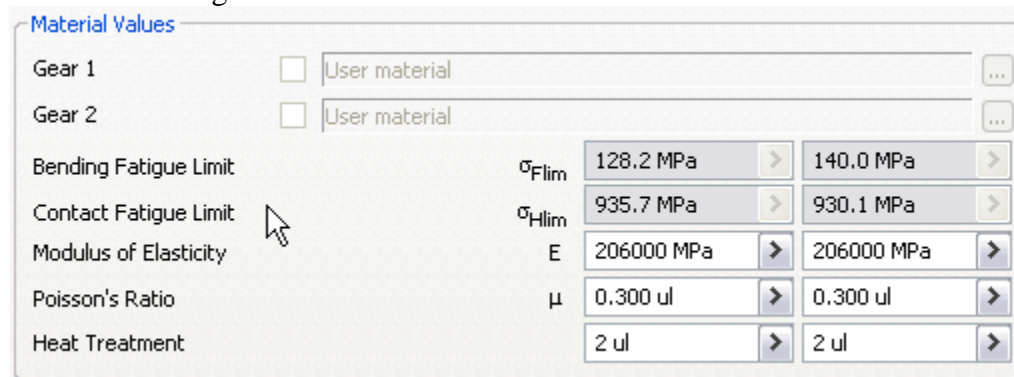 Material Values
Gear 1 User material ...
Gear 2 User material ...
Bending Fatigue Limit σFlim 128.2 MPa > 140.0 MPa >
Contact Fatigue Limit σHlim 935.7 MPa > 930.1 MPa >
Modulus of Elasticity E 206000 MPa > 206000 MPa >
Poisson's Ratio μ 0.300 ul > 0.300 ul >
Heat Treatment 2 ul > 2 ul >